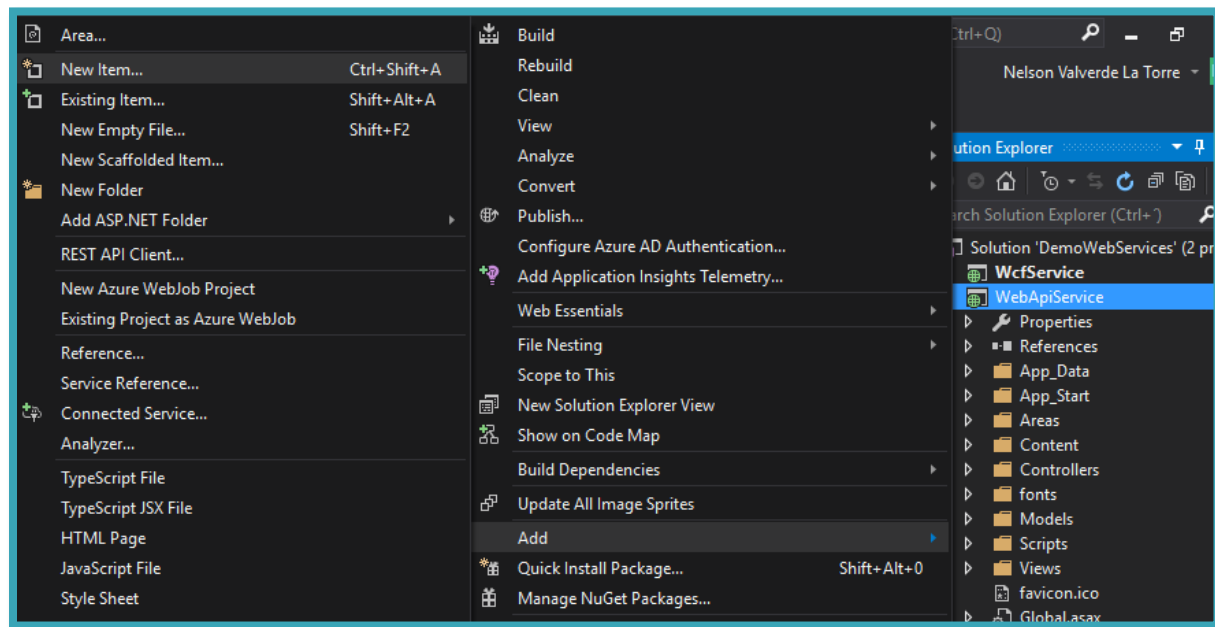 Area...
New Item... Ctrl+Shift+A
Existing Item... Shift+Alt+A
New Empty File... Shift+F2
New Scaffolded Item...
New Folder
Add ASP.NET Folder
REST API Client...
New Azure WebJob Project
Existing Project as Azure WebJob
Reference...
Service Reference...
Connected Service...
Analyzer...
TypeScript File
TypeScript JSX File
HTML Page
JavaScript File
Style Sheet
Build
Rebuild
Clean
View
Analyze
Convert
Publish...
Configure Azure AD Authentication...
Add Application Insights Telemetry...
Web Essentials
File Nesting
Scope to This
New Solution Explorer View
Show on Code Map
Build Dependencies
Update All Image Sprites
Add
Quick Install Package... Shift+Alt+0
Manage NuGet Packages...
Ctrl+Q)
Nelson Valverde La Torre
ution Explorer
arch Solution Explorer (Ctrl+´)
Solution 'DemoWebServices' (2 pr
WcfService
WebApiService
Properties
References
App_Data
App_Start
Areas
Content
Controllers
fonts
Models
Scripts
Views
favicon.ico
Global.asax